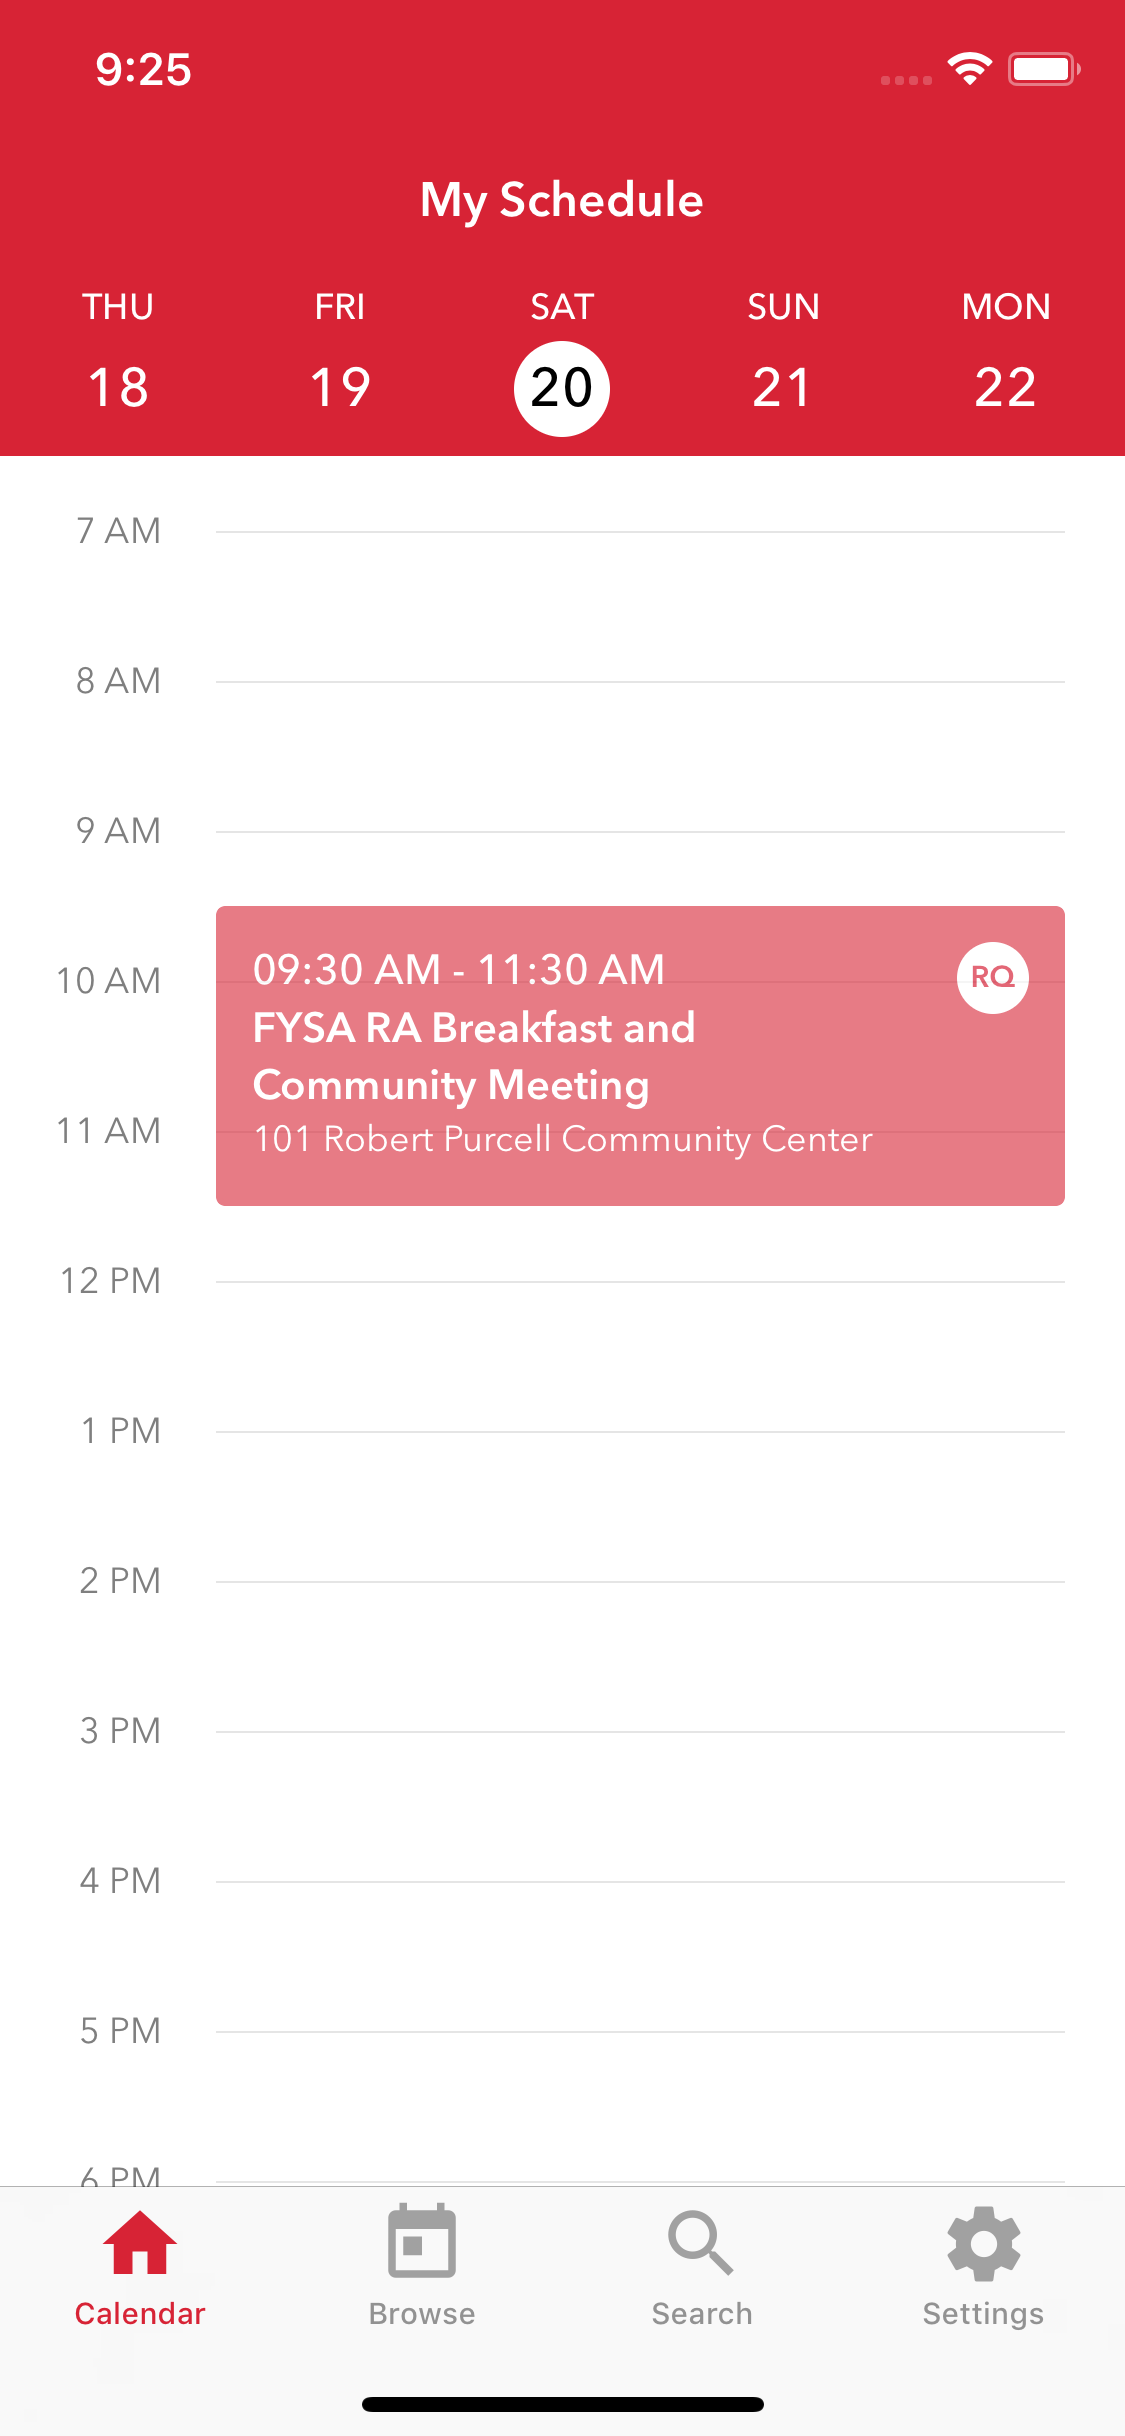 9:25
My Schedule
THU FRI SAT SUN MON
18 19 20 21 22
7 AM
8 AM
9 AM
09:30 AM - 11:30 AM
RQ
10 AM
FYSA RA Breakfast and
Community Meeting
11 AM
101 Robert Purcell Community Center
12 PM
1 PM
2 PM
3 PM
4 PM
5 PM
6 PM
Calendar Browse Search Settings